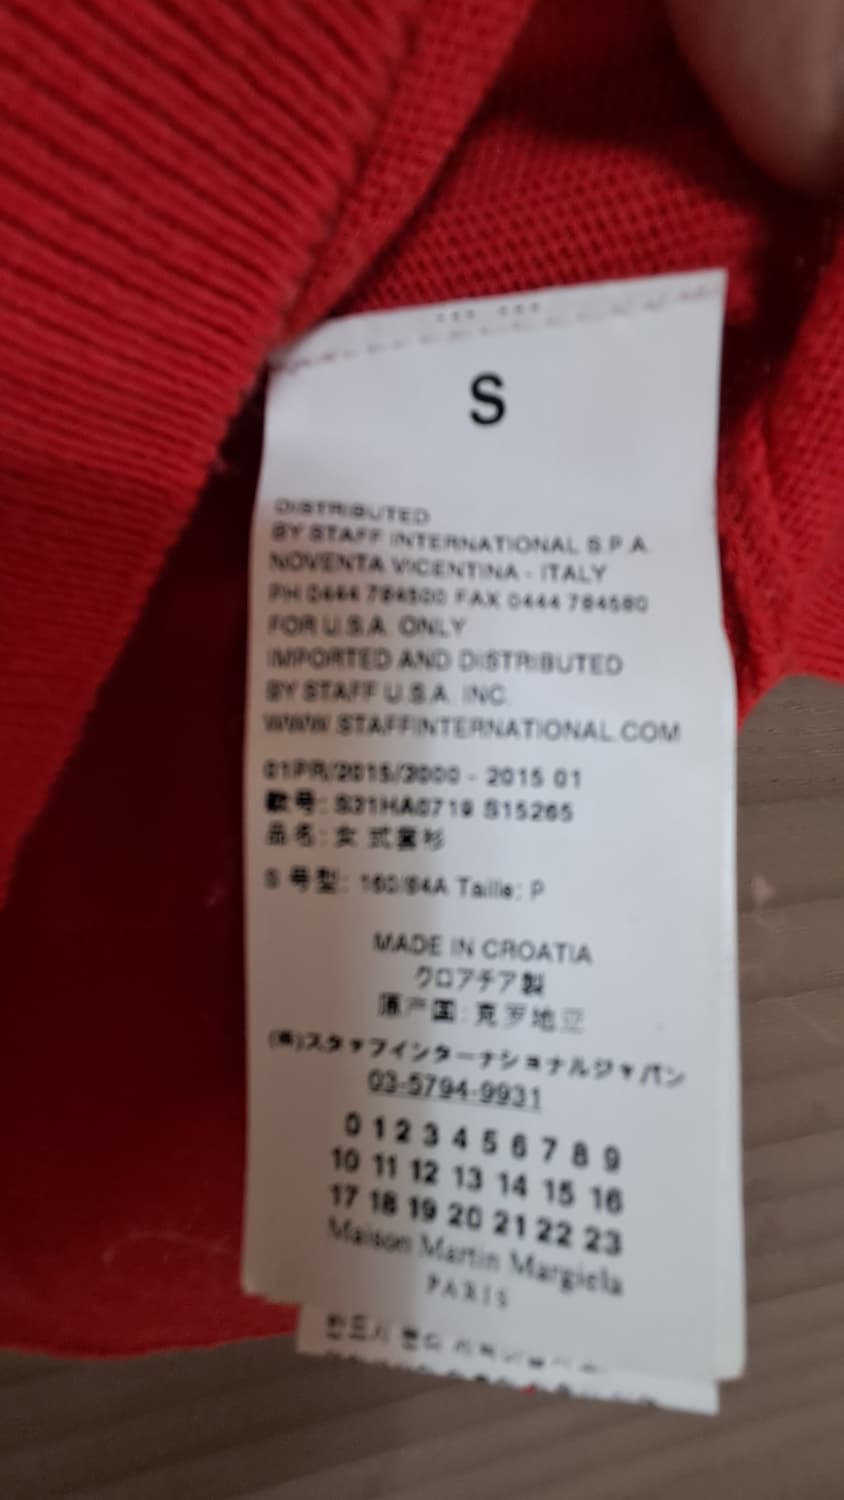 S
DISTRIBUTED
BY STAFF INTERNATIONAL S.P.A.
NOVENTA VICENTINA - ITALY
PH 0444 784500 FAX 0444 784580
FOR U.S.A. ONLY
IMPORTED AND DISTRIBUTED
BY STAFF U.S.A. INC.
WWW.STAFFINTERNATIONAL.COM
01PR/2015/2000 - 2015 01
款号: S31HA0719 S15265
品名: 女 式 衫
S 号型: 160/84A Taille: P
MADE IN CROATIA
クロアチア製
原产国: 克罗地亚
(株)スタッフインターナショナルジャパン
03-5794-9931
0 1 2 3 4 5 6 7 8 9
10 11 12 13 14 15 16
17 18 19 20 21 22 23
Maison Martin Margiela
PARIS
반드시